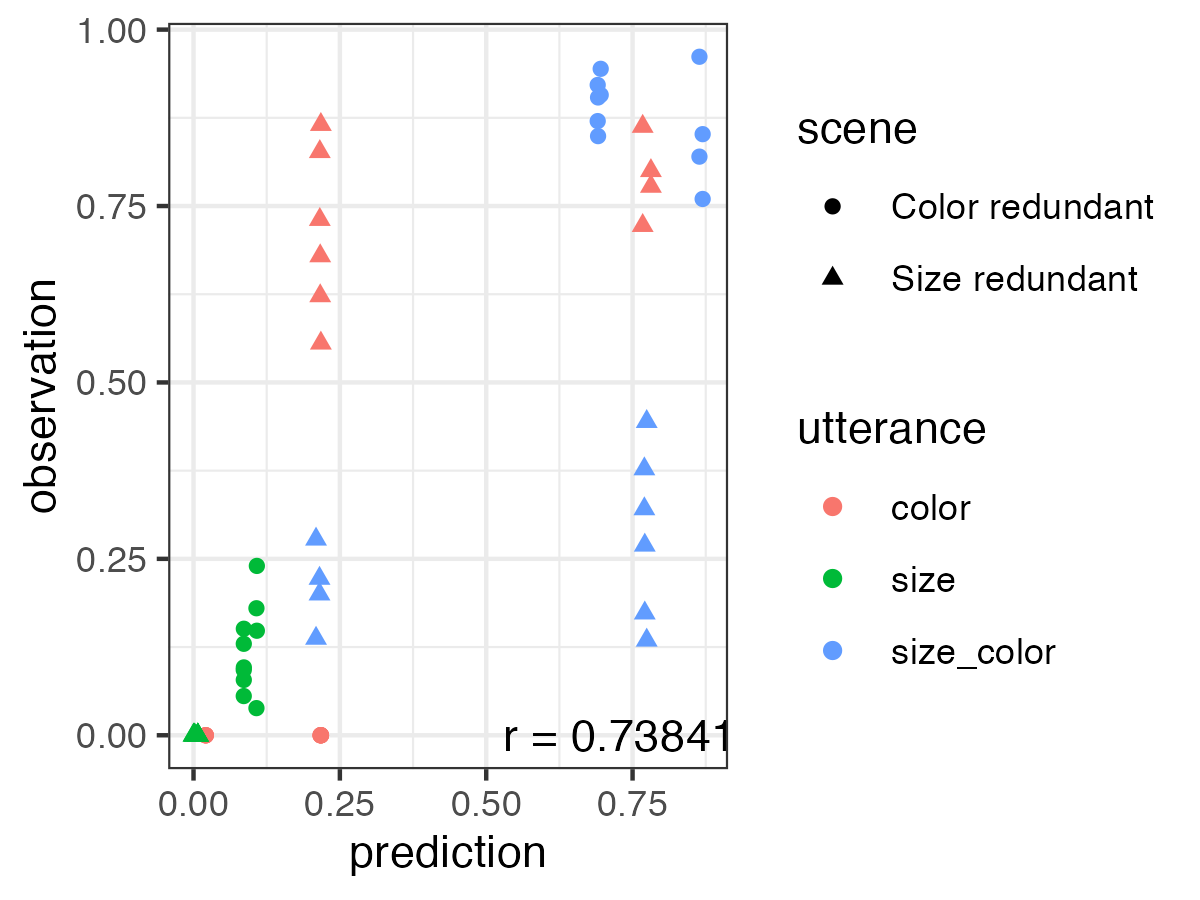 1.00
0.75
0.50
0.25
0.00
observation
r = 0.73841
0.00 0.25 0.50 0.75
prediction
scene
Color redundant
Size redundant
utterance
color
size
size_color